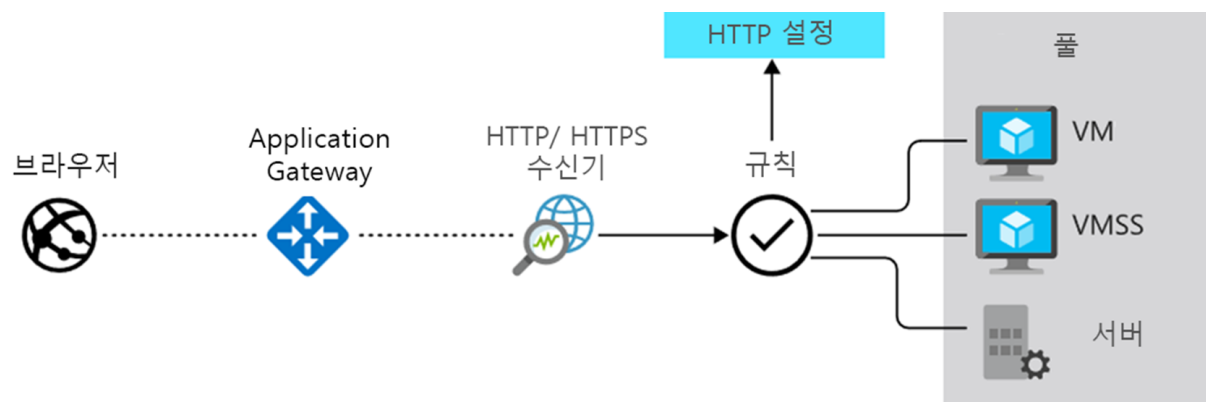 브라우저
Application
Gateway
HTTP/ HTTPS
수신기
HTTP 설정
규칙
풀
VM
VMSS
서버